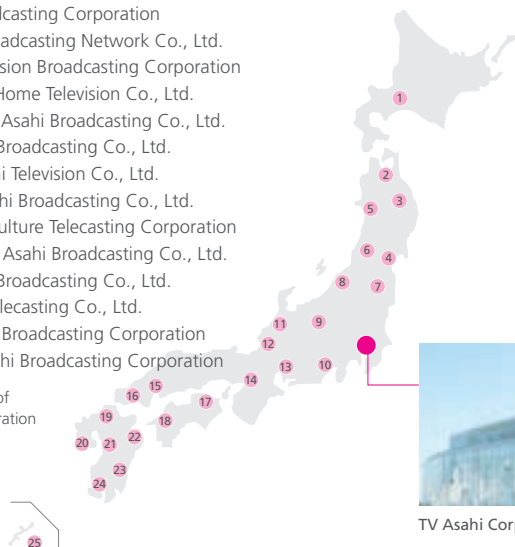 dcasting Corporation
adcasting Network Co., Ltd.
sion Broadcasting Corporation
Home Television Co., Ltd.
Asahi Broadcasting Co., Ltd.
Broadcasting Co., Ltd.
i Television Co., Ltd.
hi Broadcasting Co., Ltd.
ulture Telecasting Corporation
Asahi Broadcasting Co., Ltd.
Broadcasting Co., Ltd.
lecasting Co., Ltd.
Broadcasting Corporation
hi Broadcasting Corporation
of
ration
1
2
3
5
6
4
8
7
11
9
12
13
10
14
15
16
17
18
19
20
21
22
23
24
25
TV Asahi Corp